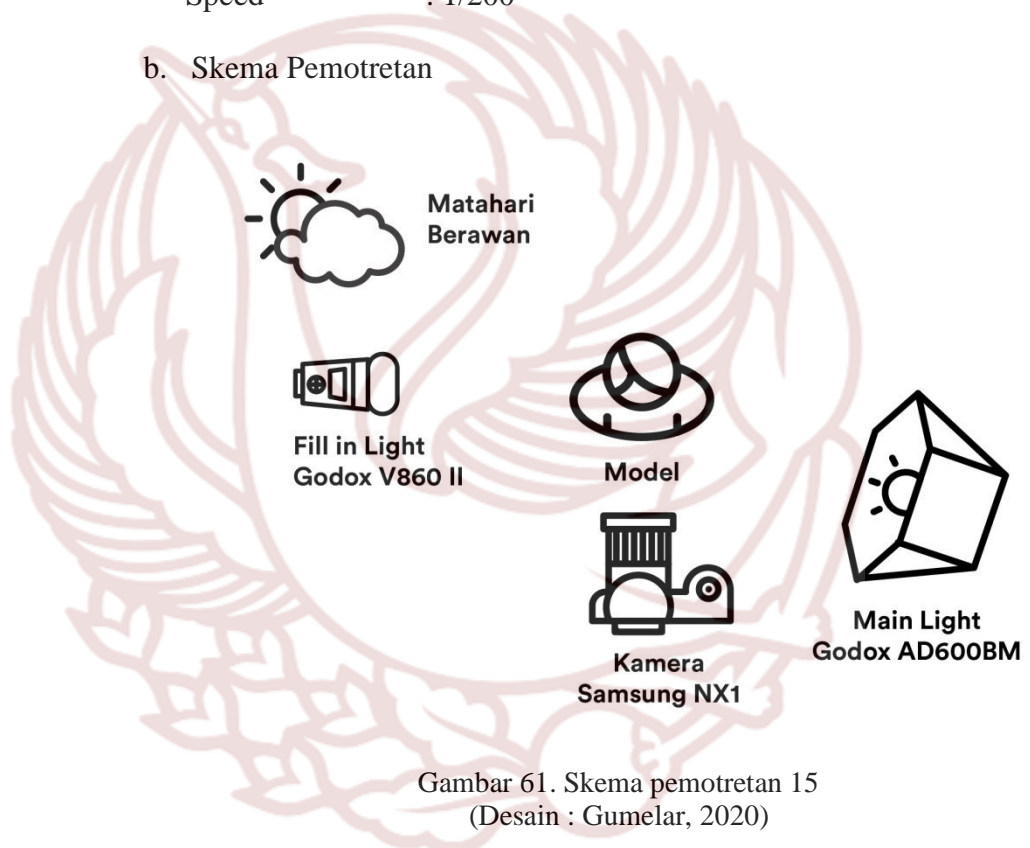 Speed : 1/200
b. Skema Pemotretan
Matahari
Berawan
Fill in Light
Godox V860 II
Model
Kamera
Samsung NX1
Main Light
Godox AD600BM
Gambar 61. Skema pemotretan 15
(Desain : Gumelar, 2020)